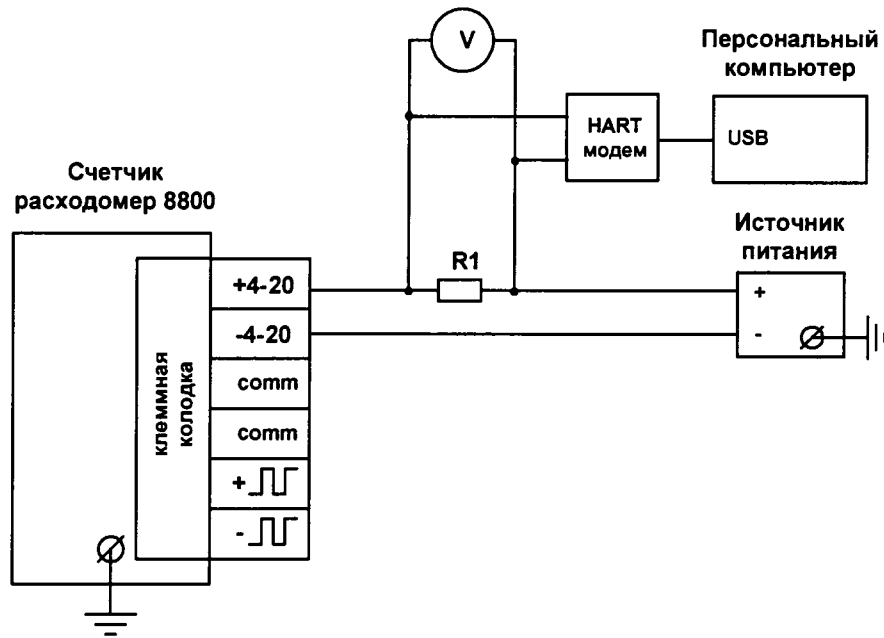 V
Персональный
компьютер
HART
модем
USB
Счетчик
расходомер 8800
Источник
питания
R1
+4-20
-4-20
comm
comm
+
-
клеммная
колодка
+
-